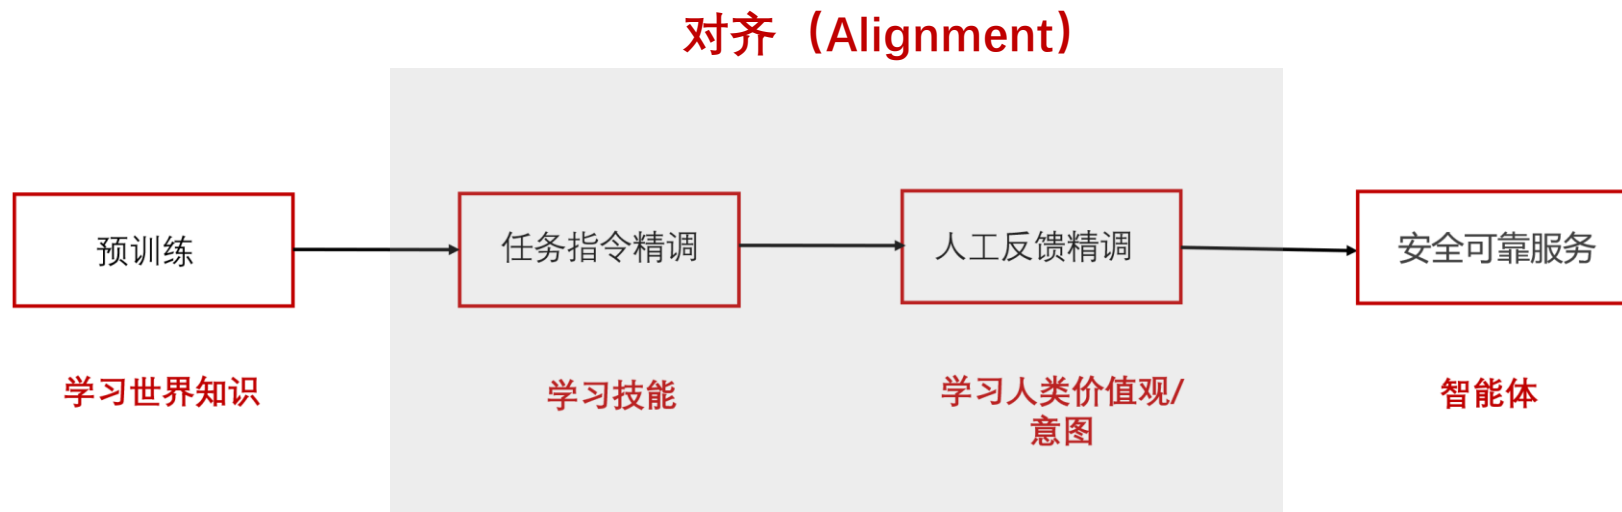 对齐（Alignment）
预训练
任务指令精调
人工反馈精调
安全可靠服务
学习世界知识
学习技能
学习人类价值观/
意图
智能体